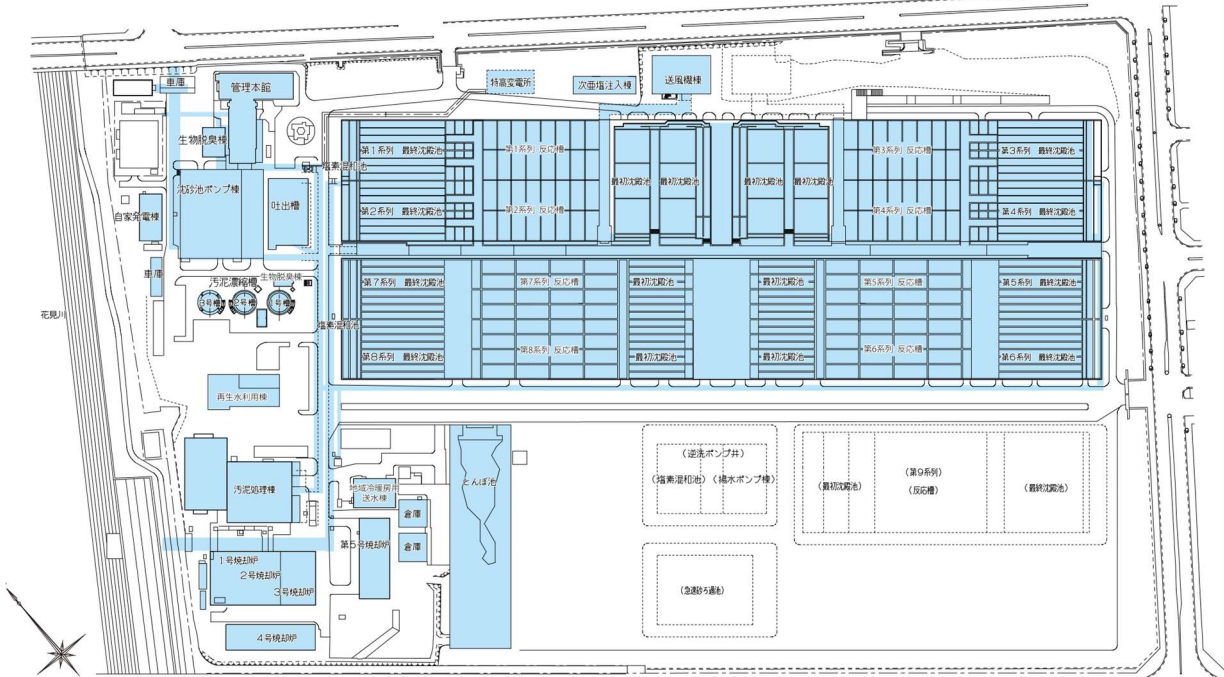 車庫
管理本館
特高変電所
次亜塩注入棟
送風機棟
生物脱臭棟
塩素混和池
第1系列 最終沈殿池
第1系列 反応槽
最初沈殿池
最初沈殿池
最初沈殿池
最初沈殿池
第3系列 反応槽
第3系列 最終沈殿池
沈砂池ポンプ棟
吐出槽
自家発電棟
第2系列 最終沈殿池
第2系列 反応槽
第4系列 反応槽
第4系列 最終沈殿池
車庫
汚泥濃縮槽
生物脱臭棟
3号槽
2号槽
1号槽
花見川
塩素混和池
第7系列 最終沈殿池
第7系列 反応槽
最初沈殿池
最初沈殿池
第5系列 反応槽
第5系列 最終沈殿池
第8系列 最終沈殿池
第8系列 反応槽
最初沈殿池
最初沈殿池
第6系列 反応槽
第6系列 最終沈殿池
再生水利用棟
汚泥処理棟
地域冷暖房用
送水棟
倉庫
倉庫
とんぼ池
(逆洗ポンプ井)
(塩素混和池)
(揚水ポンプ棟)
(最初沈殿池)
(第9系列)
(反応槽)
(最終沈殿池)
1号焼却炉
2号焼却炉
3号焼却炉
第5号焼却炉
4号焼却炉
(急速砂ろ過池)